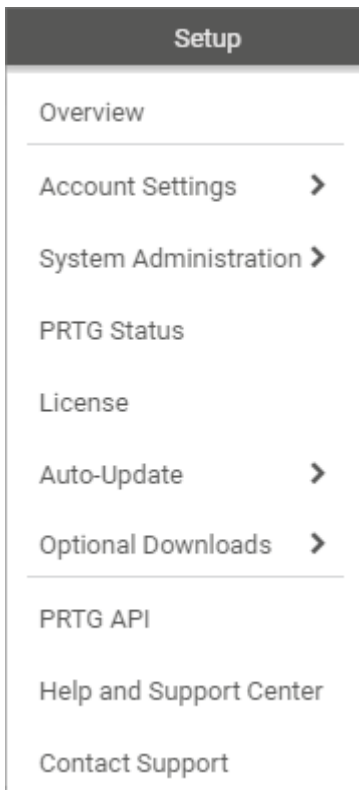 Setup
Overview
Account Settings
System Administration
PRTG Status
License
Auto-Update
Optional Downloads
PRTG API
Help and Support Center
Contact Support